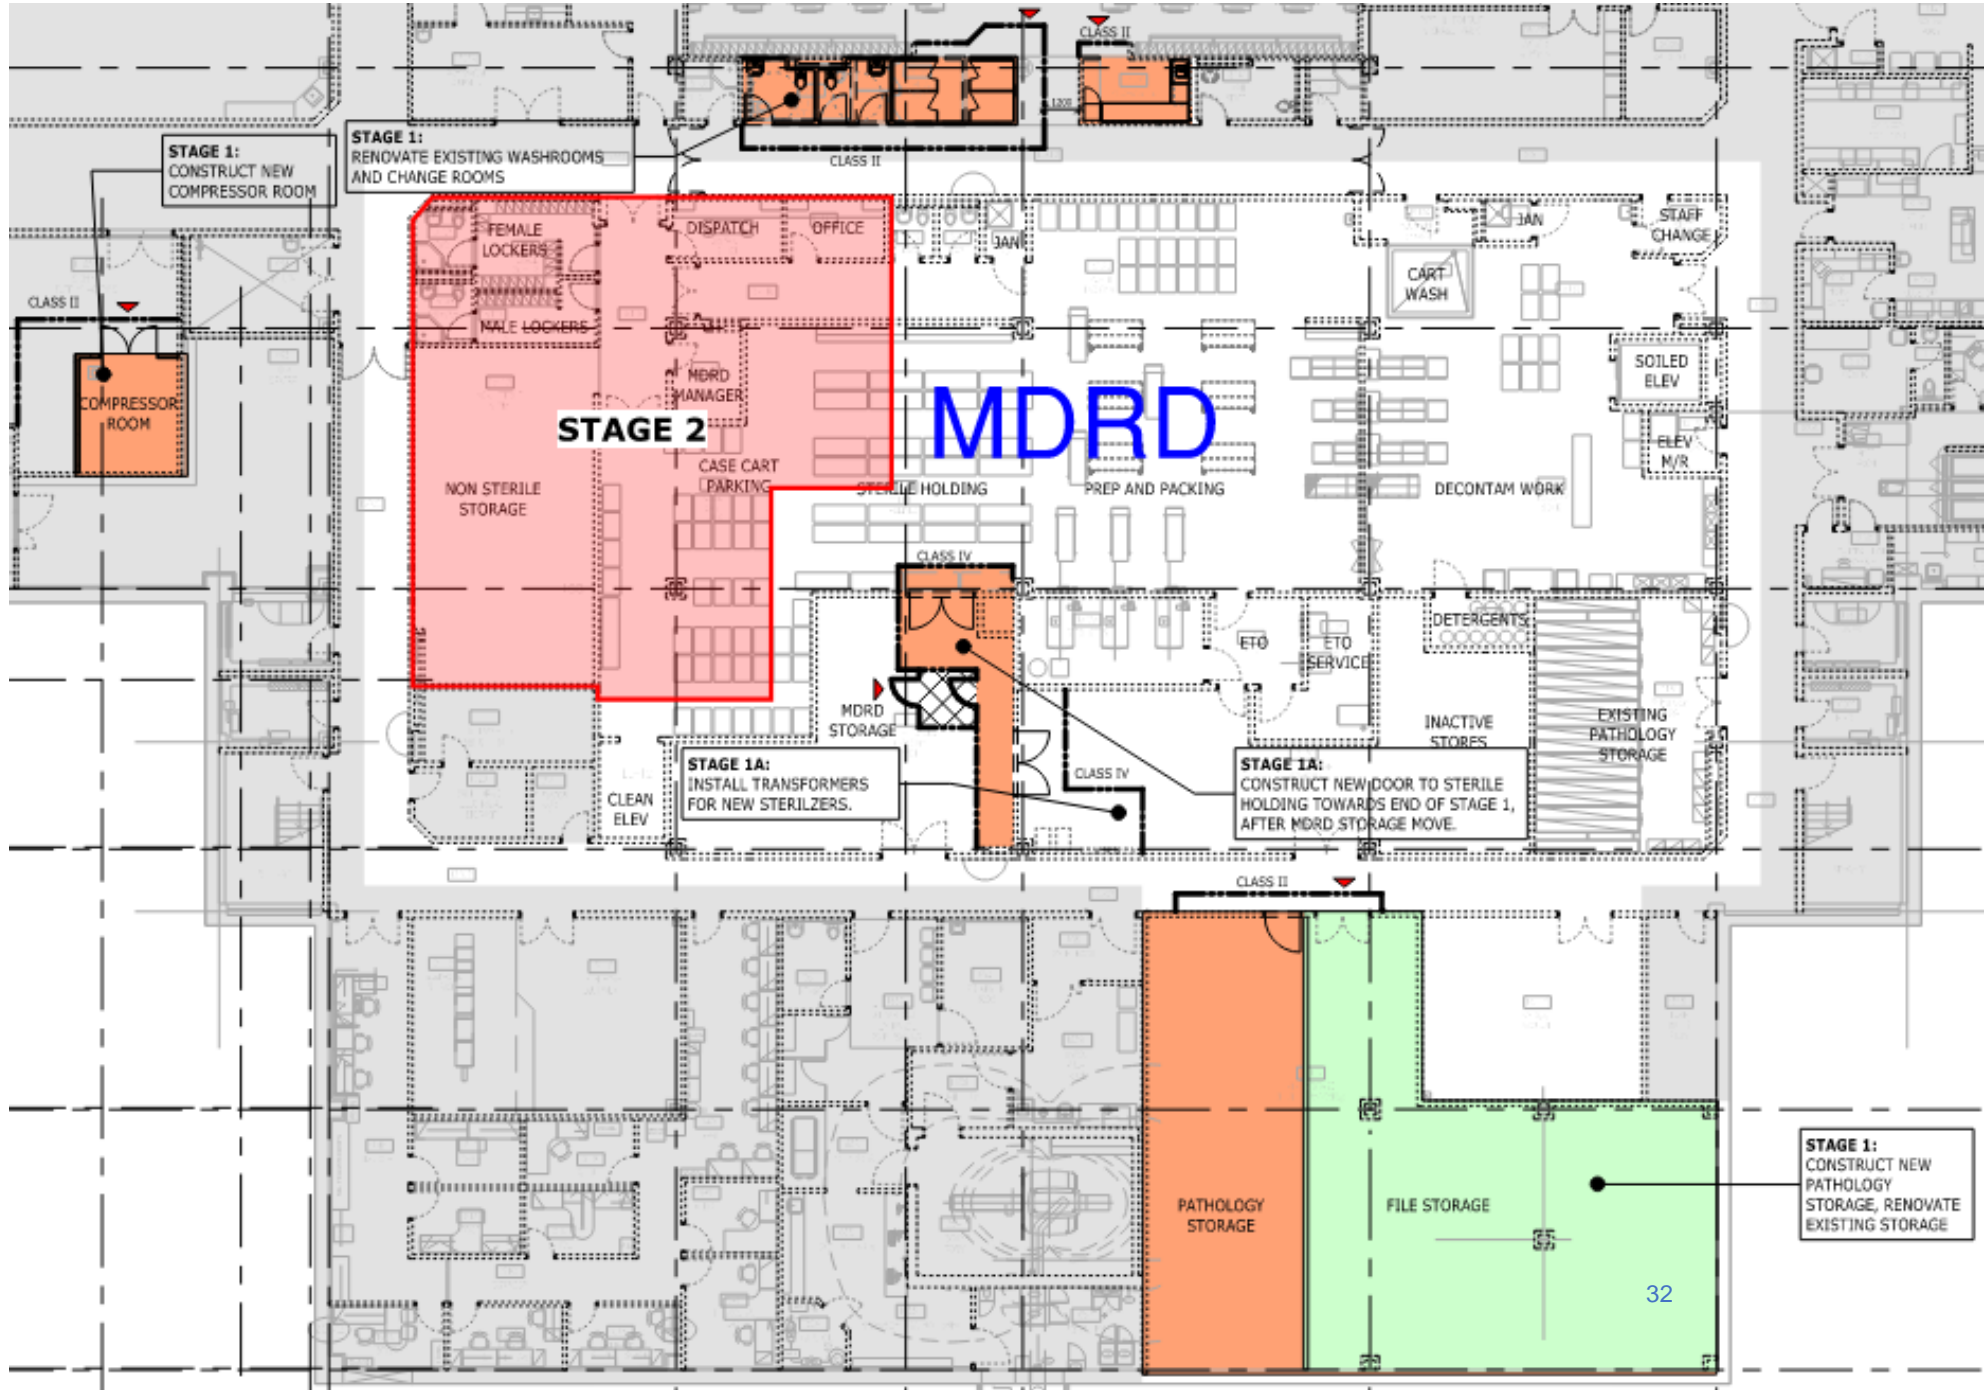 CLASS II
STAGE 1:
CONSTRUCT NEW
COMPRESSOR ROOM
STAGE 1:
RENOVATE EXISTING WASHROOMS
AND CHANGE ROOMS
CLASS II
1200
FEMALE
LOCKERS
DISPATCH
OFFICE
JAN
JAN
STAFF
CHANGE
CART
WASH
CLASS II
MALE LOCKERS
COMPRESSOR
ROOM
MDRD
MANAGER
SOILED
ELEV
MDRD
STAGE 2
ELEV
M/R
CASE CART
PARKING
NON STERILE
STORAGE
STERILE HOLDING
PREP AND PACKING
DECONTAM WORK
CLASS IV
ETO
ETO
SERVICE
DETERGENTS
MDRD
STORAGE
INACTIVE
STORES
EXISTING
PATHOLOGY
STORAGE
STAGE 1A:
INSTALL TRANSFORMERS
FOR NEW STERILZERS.
CLASS IV
STAGE 1A:
CONSTRUCT NEW DOOR TO STERILE
HOLDING TOWARDS END OF STAGE 1,
AFTER MDRD STORAGE MOVE.
CLEAN
ELEV
CLASS II
PATHOLOGY
STORAGE
FILE STORAGE
STAGE 1:
CONSTRUCT NEW
PATHOLOGY
STORAGE, RENOVATE
EXISTING STORAGE
32